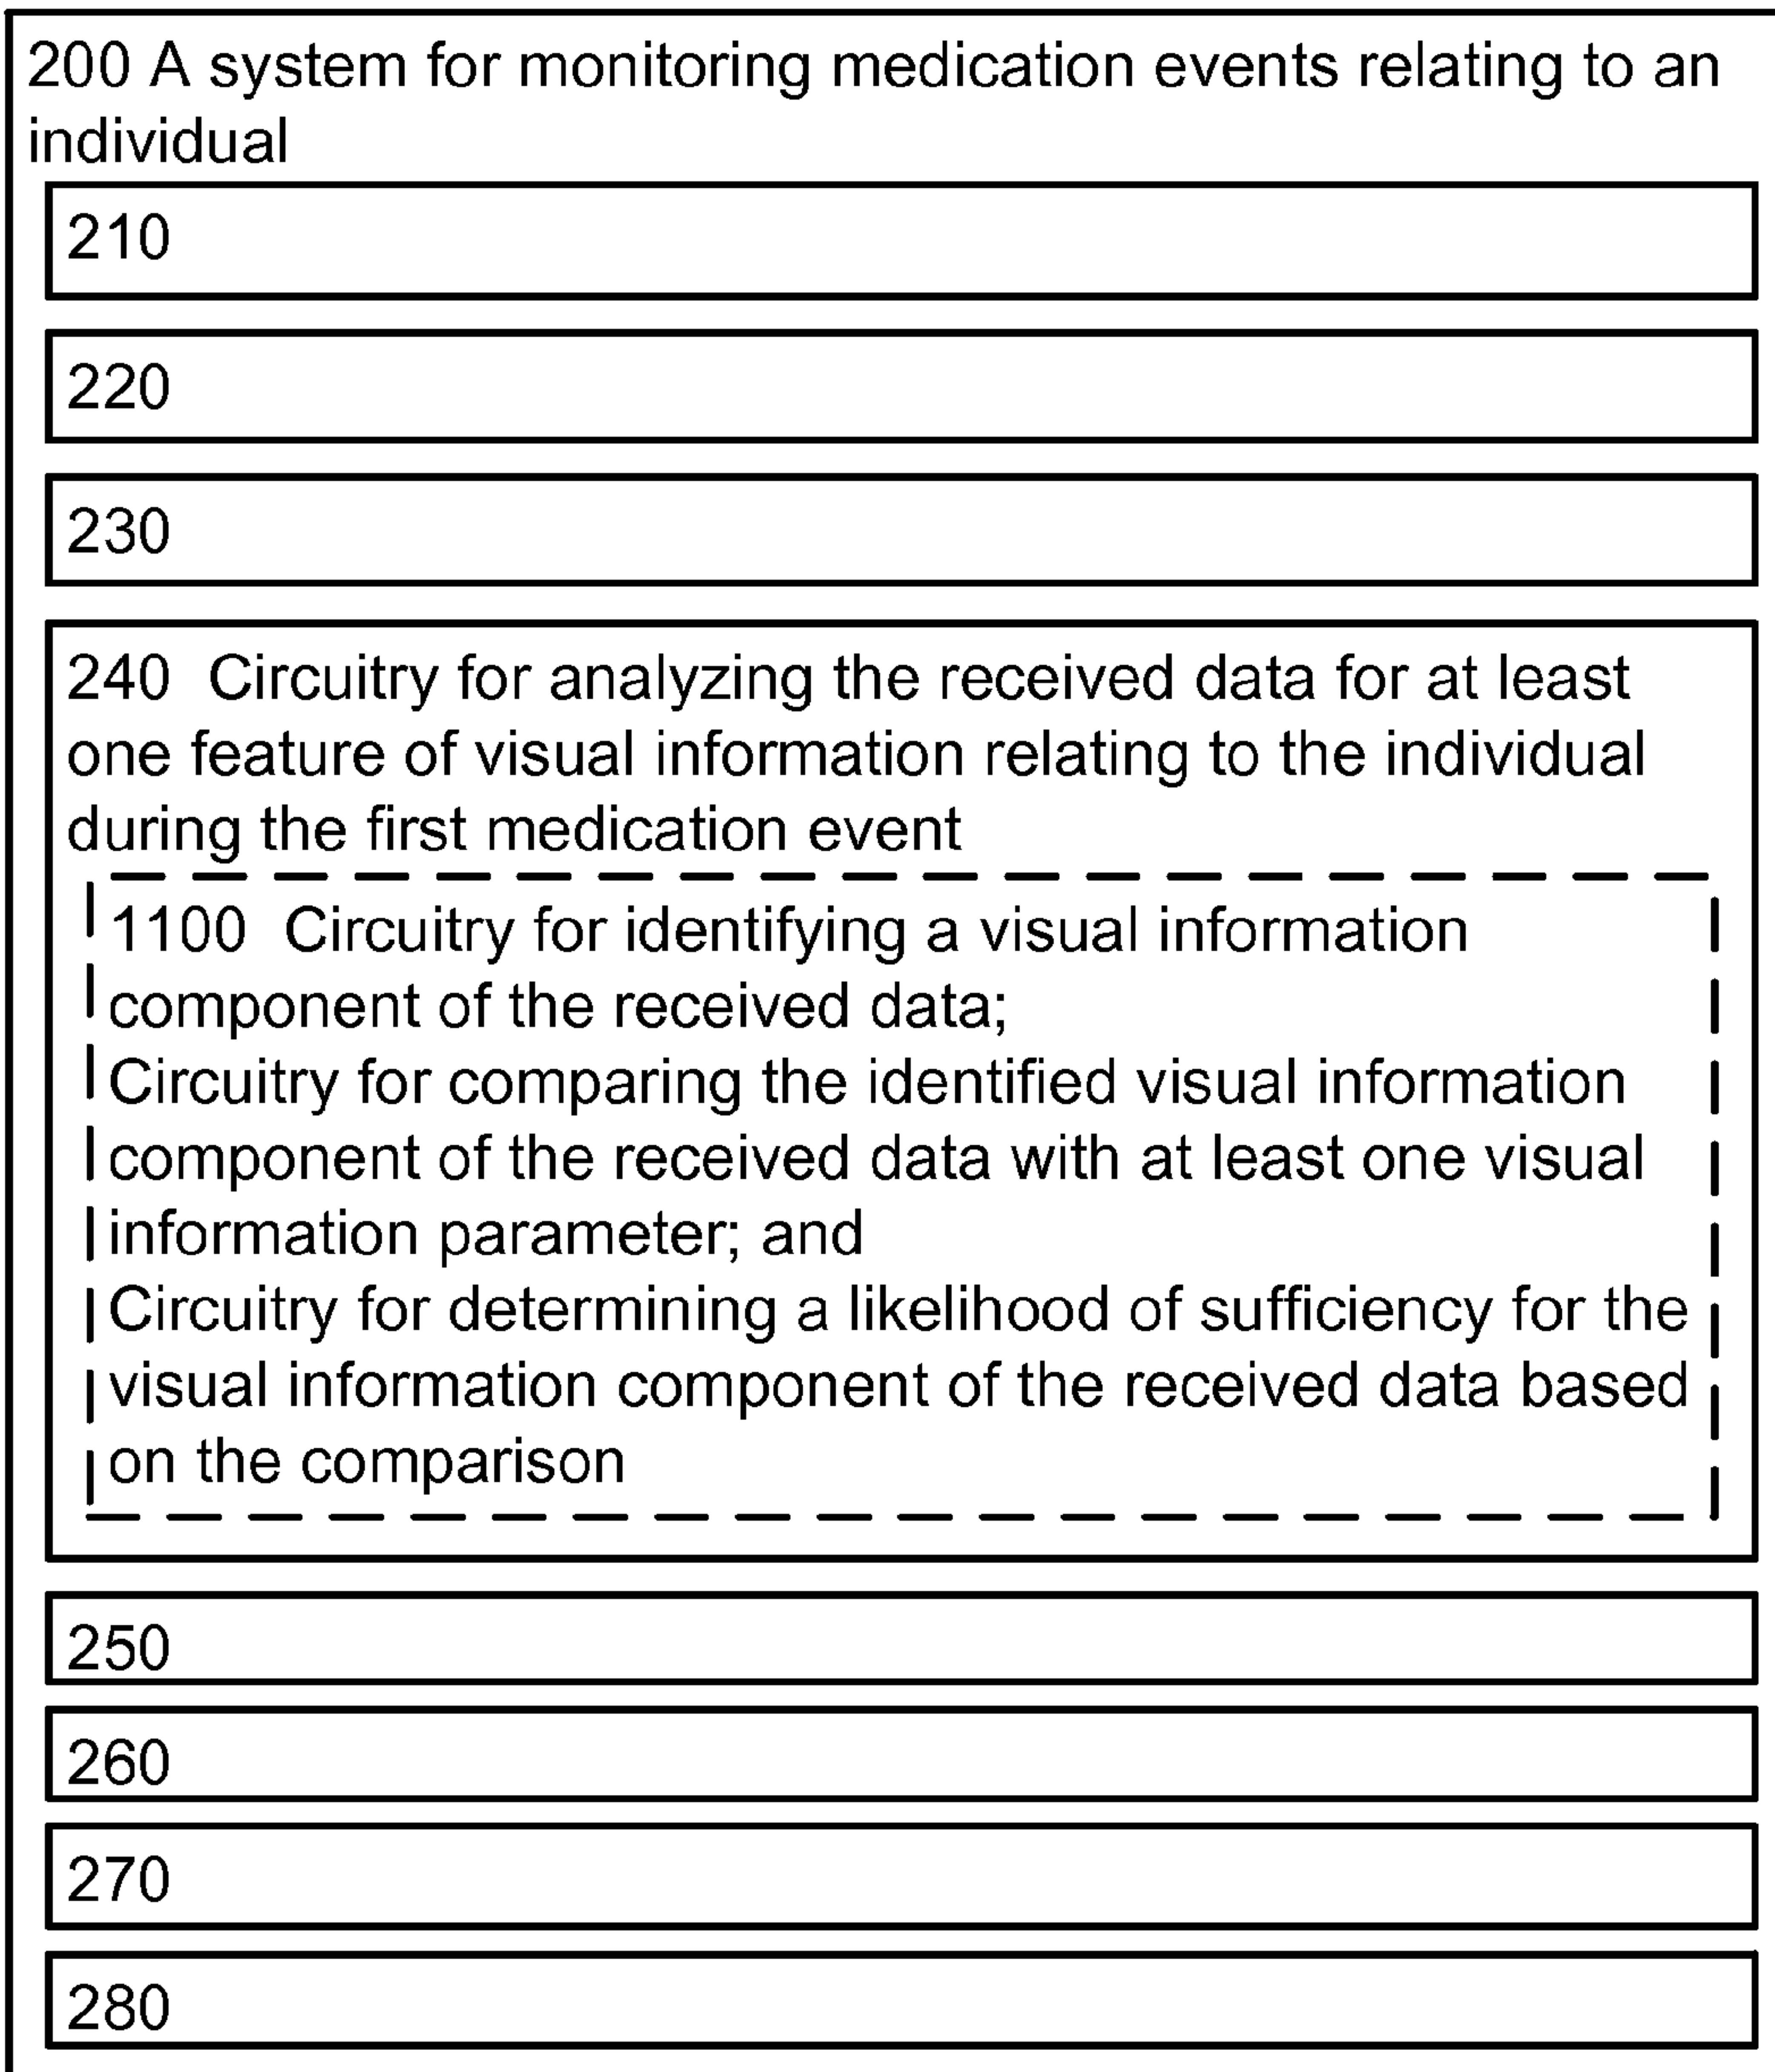 200 A system for monitoring medication events relating to an
individual
210
220
230
240 Circuitry for analyzing the received data for at least
one feature of visual information relating to the individual
during the first medication event
1100 Circuitry for identifying a visual information
component of the received data;
Circuitry for comparing the identified visual information
component of the received data with at least one visual
information parameter; and
Circuitry for determining a likelihood of sufficiency for the
visual information component of the received data based
on the comparison
250
260
270
280